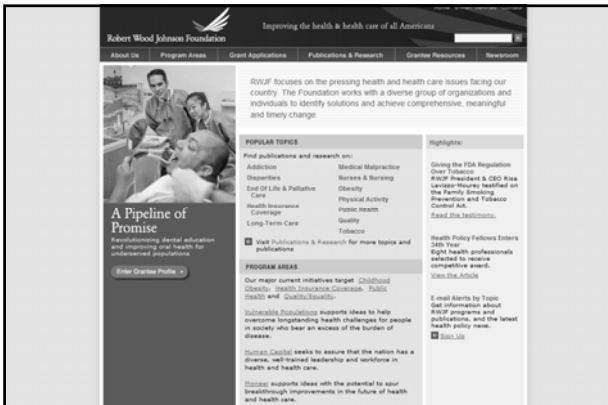 Contact
Robert Wood Johnson Foundation
Improving the health & health care of all Americans
About Us
Program Areas
Grant Applications
Publications & Research
Grantee Resources
Newsroom
RWJF focuses on the pressing health and health care issues facing our
country. The Foundation works with a diverse group of organizations and
individuals to identify solutions and achieve comprehensive, meaningful
and timely change.
A Pipeline of
Promise
Revolutionizing dental education
and improving oral health for
underserved populations
Enter Grantee Profile
POPULAR TOPICS
Find publications and research on:
Addiction
Disparities
End Of Life & Palliative
Care
Health Insurance
Coverage
Long-Term Care
Medical Malpractice
Nurses & Nursing
Obesity
Physical Activity
Public Health
Quality
Tobacco
Visit Publications & Research for more topics and
publications
PROGRAM AREAS
Our major current initiatives target Childhood
Obesity, Health Insurance Coverage, Public
Health and Quality/Equality.
Vulnerable Populations supports ideas to help
overcome longstanding health challenges for people
in society who bear an excess of the burden of
disease.
Human Capital seeks to assure that the nation has a
diverse, well-trained leadership and workforce in
health and health care.
Pioneer supports ideas with the potential to spur
breakthrough improvements in the future of health
and health care.
Highlights:
Giving the FDA Regulation
Over Tobacco
RWJF President & CEO Risa
Lavizzo-Mourey testified on
the Family Smoking
Prevention and Tobacco
Control Act.
Read the testimony.
Health Policy Fellows Enters
34th Year
Eight health professionals
selected to receive
competitive award.
View the Article
E-mail Alerts by Topic
Get information about
RWJF programs and
publications, and the latest
health policy news.
Sign Up